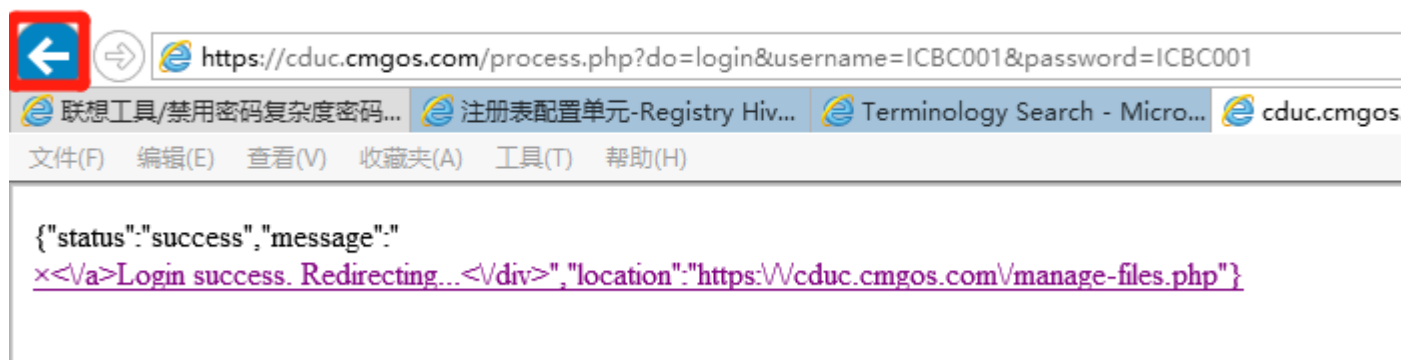 https://cduc.cmgos.com/process.php?do=login&username=ICBC001&password=ICBC001
联想工具/禁用密码复杂度密码... 注册表配置单元-Registry Hiv... Terminology Search - Micro... cduc.cmgos.
文件(F) 编辑(E) 查看(V) 收藏夹(A) 工具(T) 帮助(H)
{"status":"success","message":"
×<\/a>Login success. Redirecting...<\/div>","location":"https:\/\/cduc.cmgos.com\/manage-files.php"}